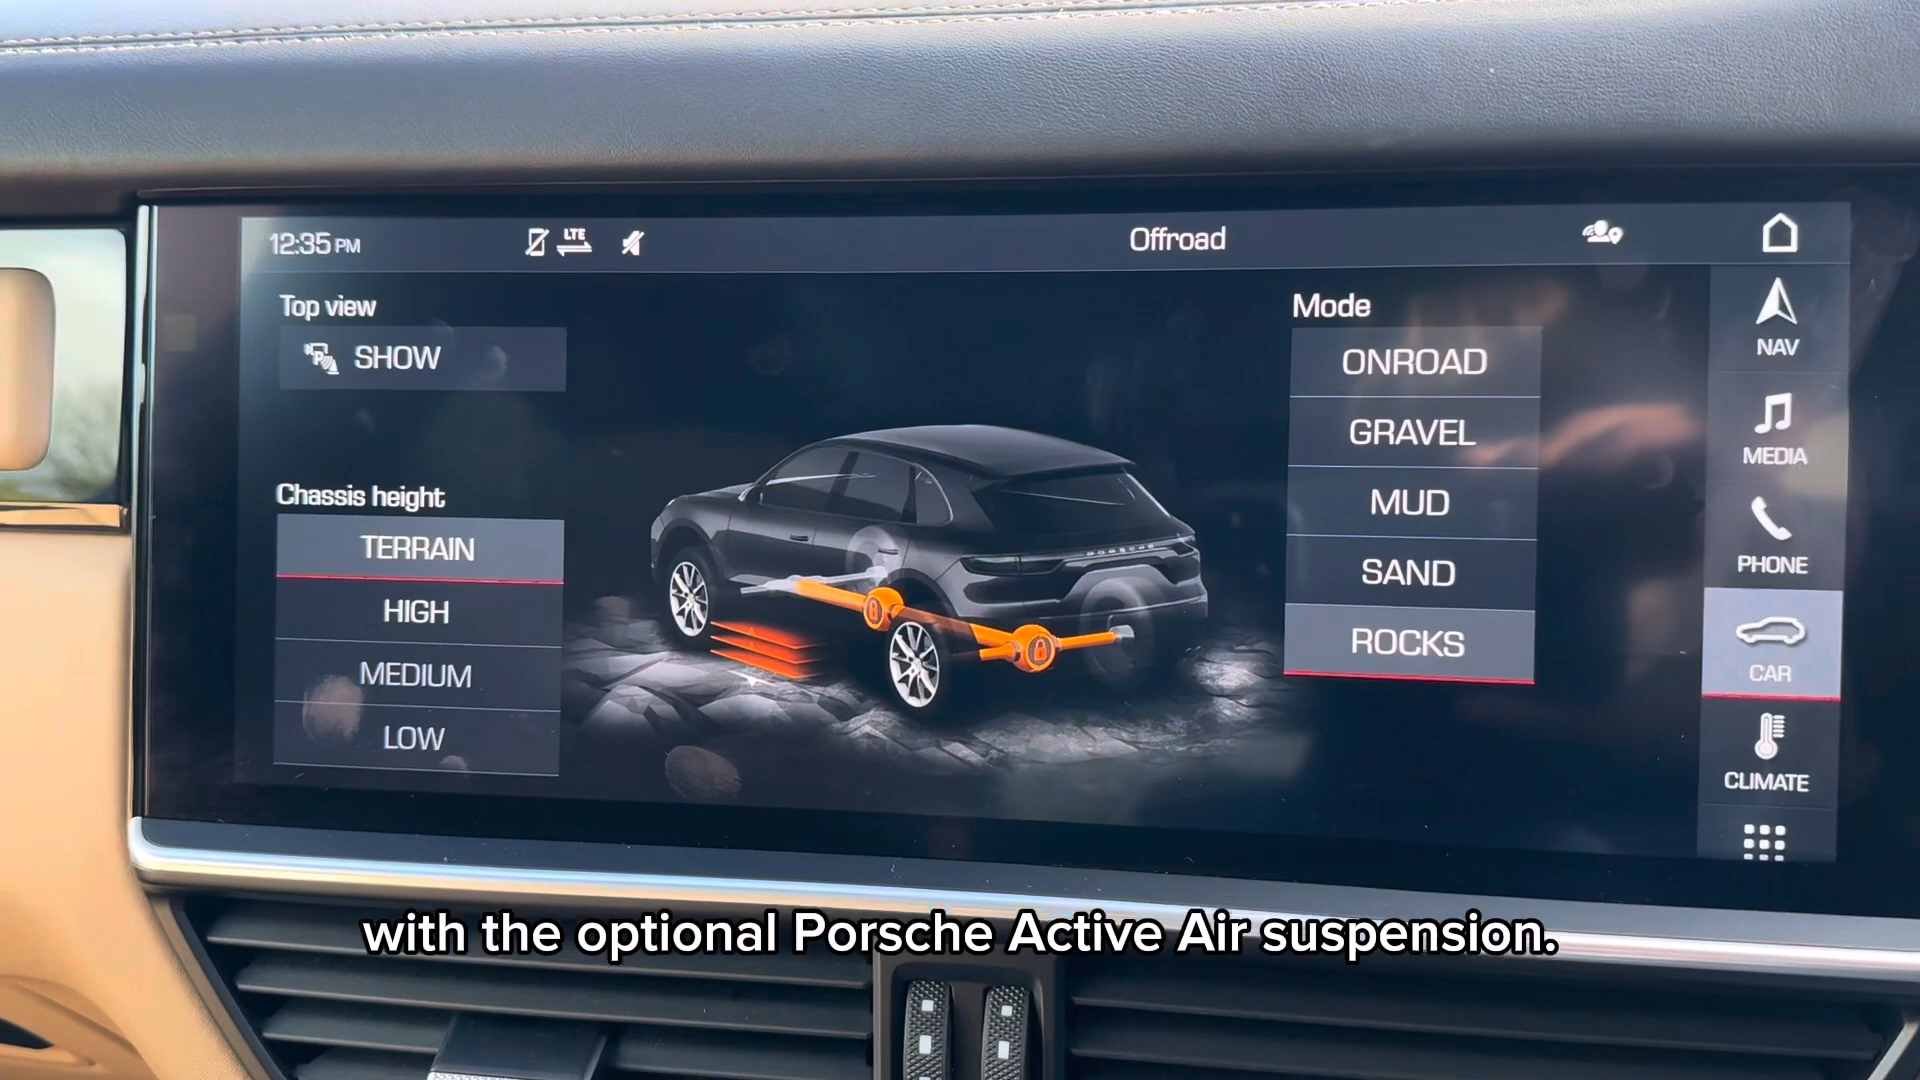 12:35 PM
LTE
Offroad
Top view
SHOW
Chassis height
TERRAIN
HIGH
MEDIUM
LOW
PORSCHE
Mode
ONROAD
GRAVEL
MUD
SAND
ROCKS
NAV
MEDIA
PHONE
CAR
CLIMATE
with the optional Porsche Active Air suspension.